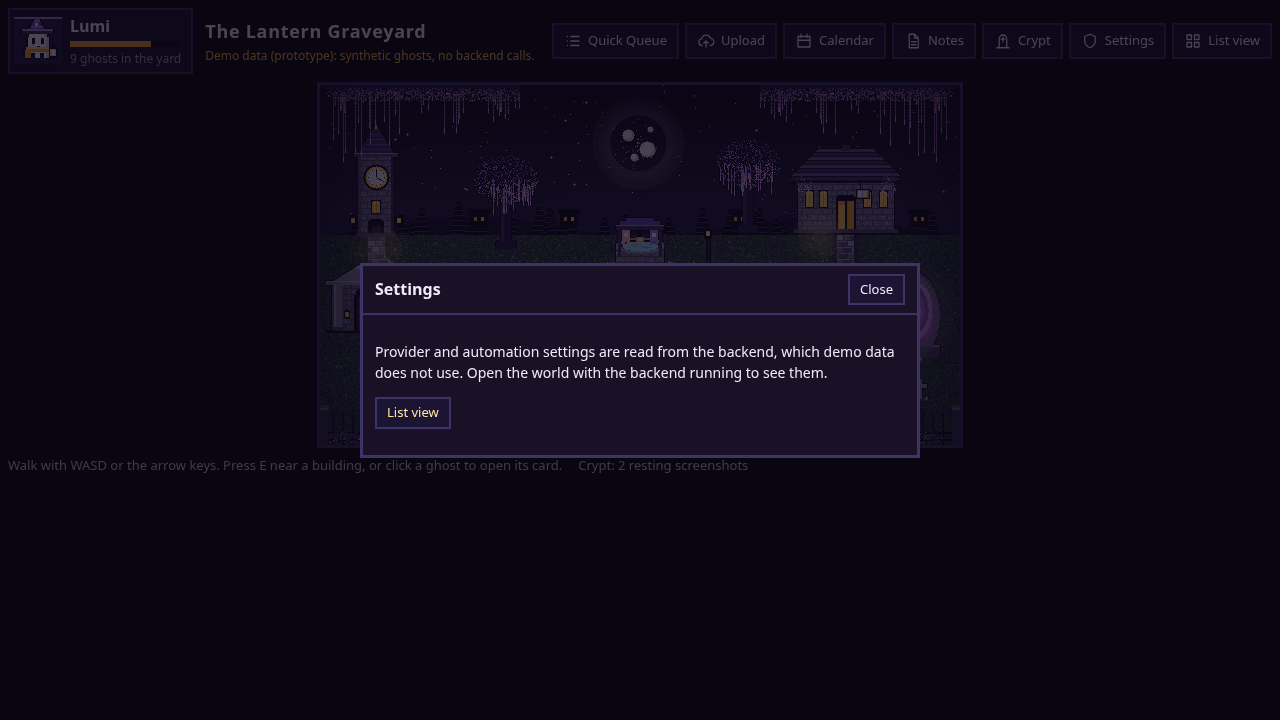 Lumi
9 ghosts in the yard
The Lantern Graveyard
Demo data (prototype): synthetic ghosts, no backend calls.
Quick Queue
Upload
Calendar
Notes
Crypt
Settings
List view
Settings
Close
Provider and automation settings are read from the backend, which demo data
does not use. Open the world with the backend running to see them.
List view
Walk with WASD or the arrow keys. Press E near a building, or click a ghost to open its card.
Crypt: 2 resting screenshots